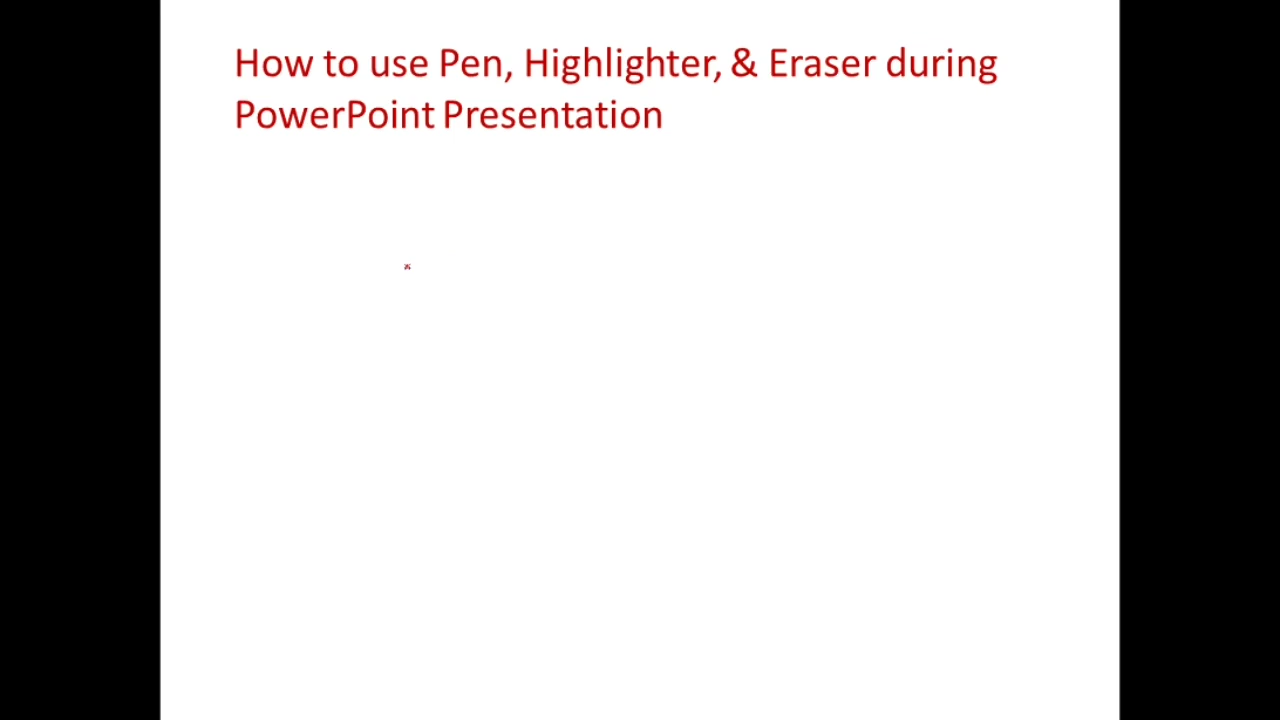 How to use Pen, Highlighter, & Eraser during
PowerPoint Presentation